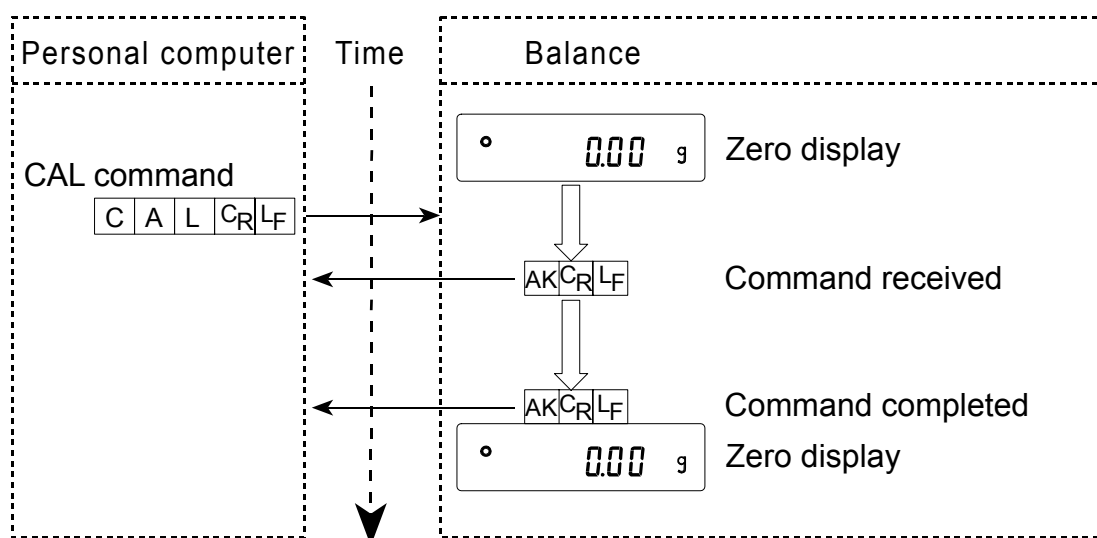 Personal computer Time Balance
0.00 g Zero display
CAL command
C A L CR LF
AK CR LF Command received
AK CR LF Command completed
0.00 g Zero display